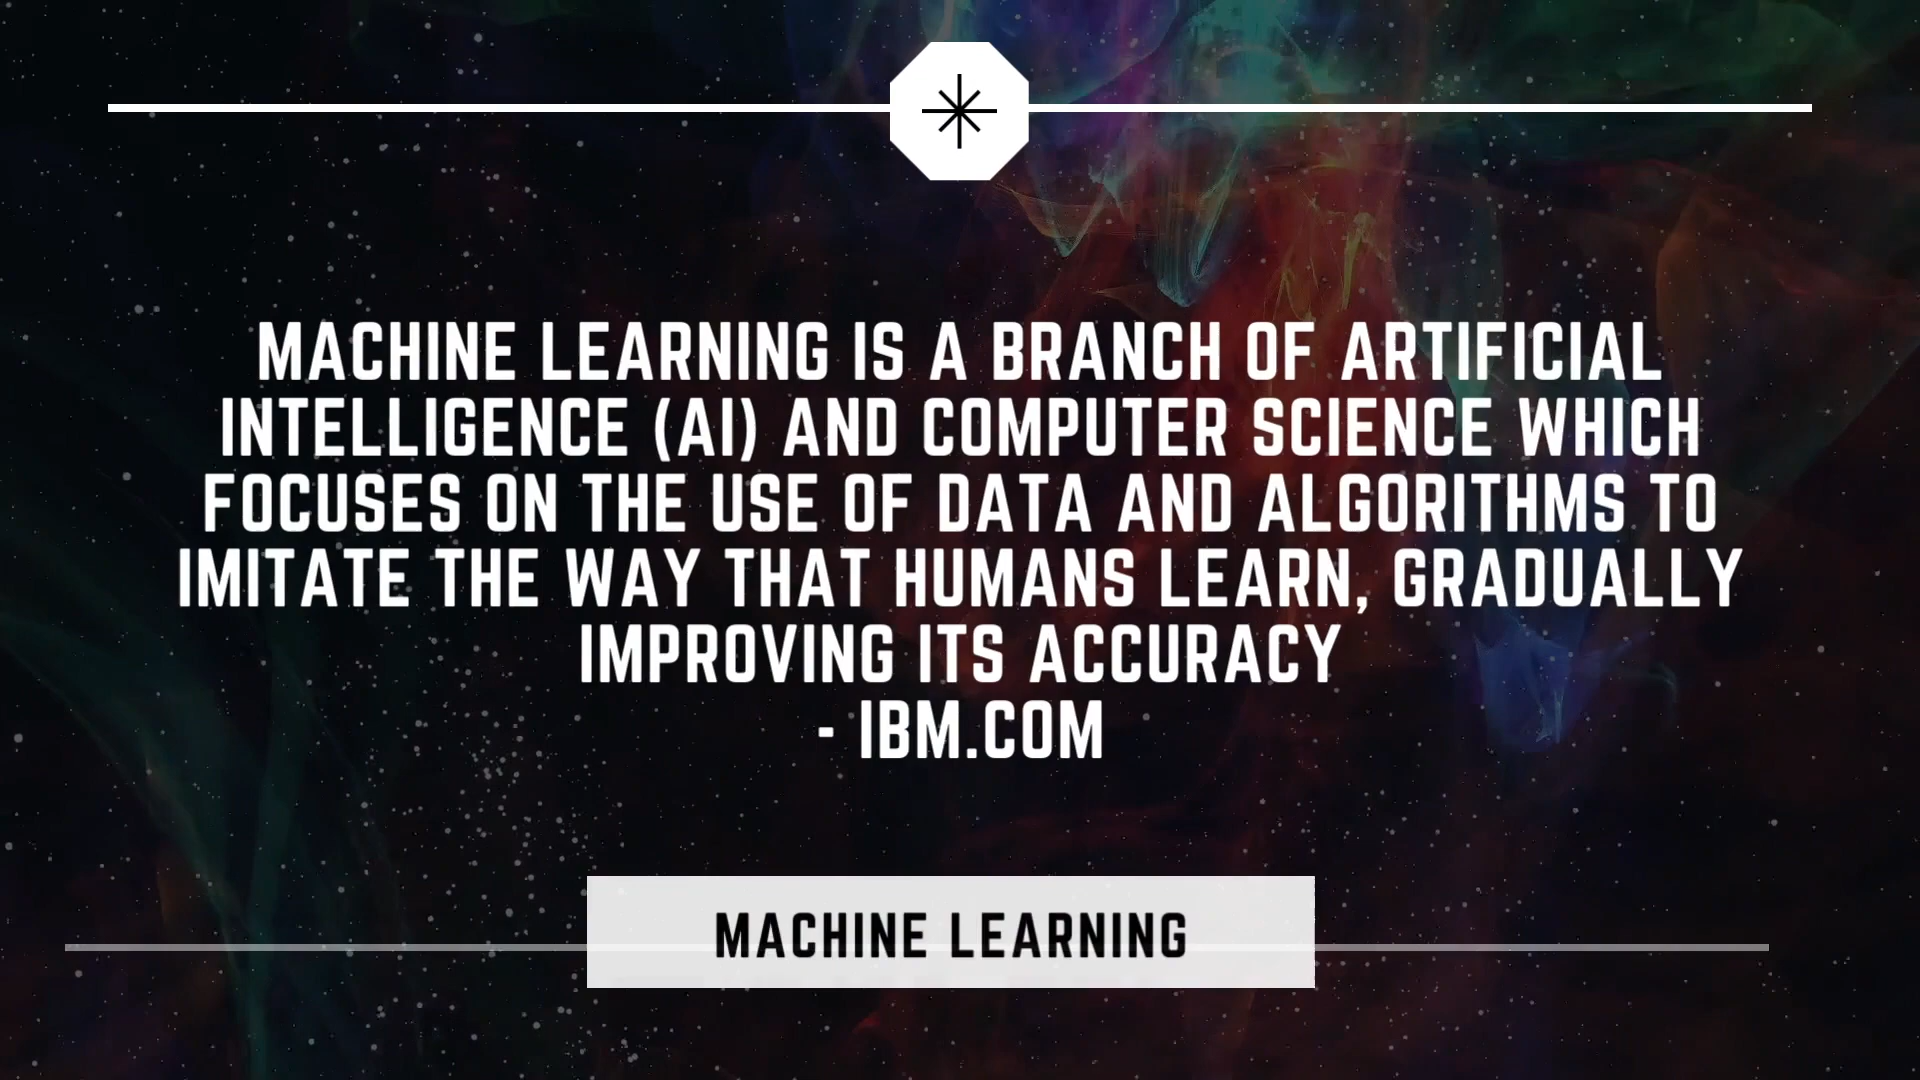 MACHINE LEARNING IS A BRANCH OF ARTIFICIAL
INTELLIGENCE (AI) AND COMPUTER SCIENCE WHICH
FOCUSES ON THE USE OF DATA AND ALGORITHMS TO
IMITATE THE WAY THAT HUMANS LEARN, GRADUALLY
IMPROVING ITS ACCURACY
- IBM.COM
MACHINE LEARNING